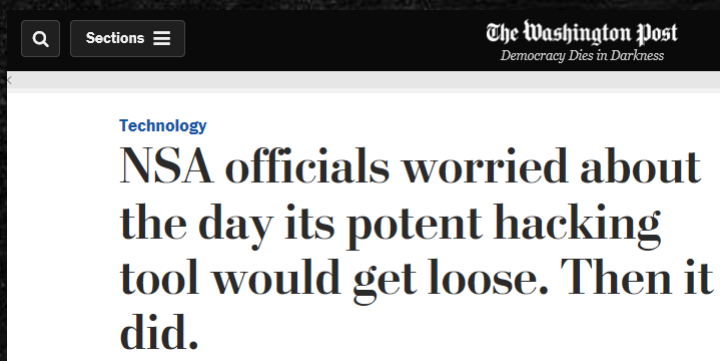 Sections
The Washington Post
Democracy Dies in Darkness
Technology
NSA officials worried about
the day its potent hacking
tool would get loose. Then it
did.